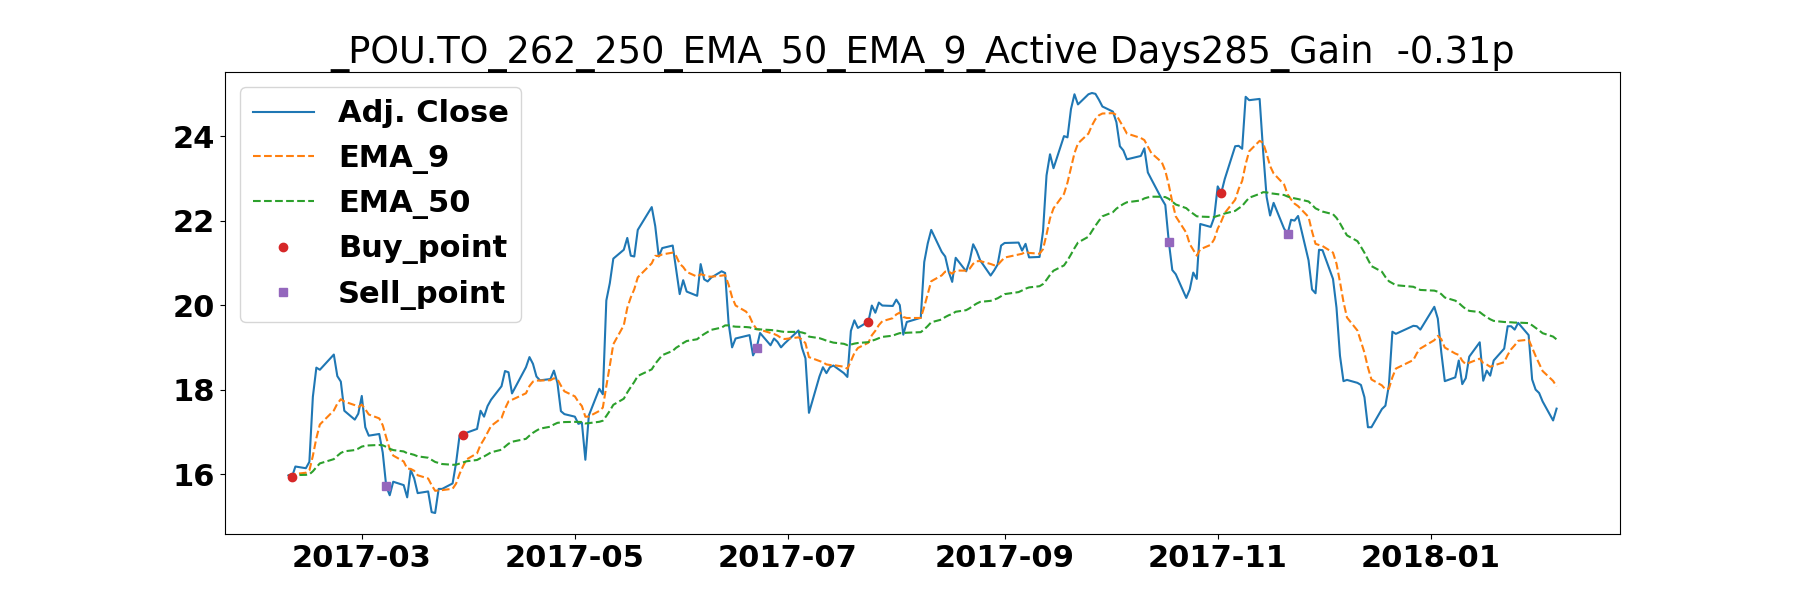 _POU.TO_262_250_EMA_50_EMA_9_Active Days285_Gain  -0.31p
Adj. Close
EMA_9
EMA_50
Buy_point
Sell_point
24
22
20
18
16
2017-03
2017-05
2017-07
2017-09
2017-11
2018-01